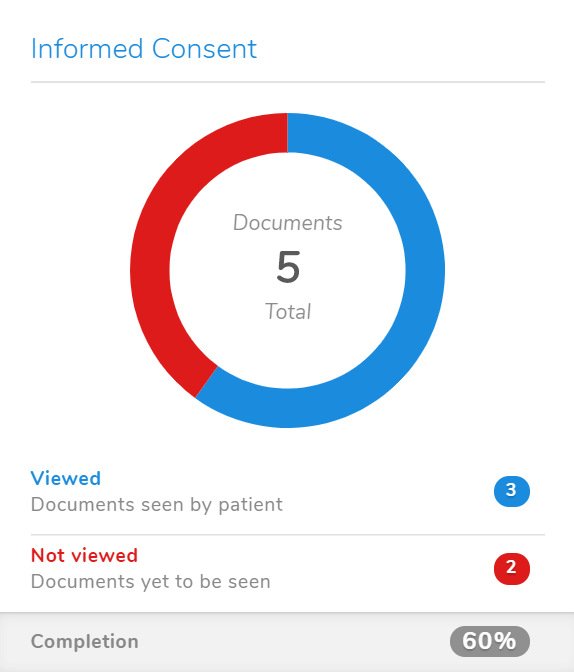 Informed Consent
Documents
5
Total
Viewed
Documents seen by patient
3
Not viewed
Documents yet to be seen
2
Completion
60%